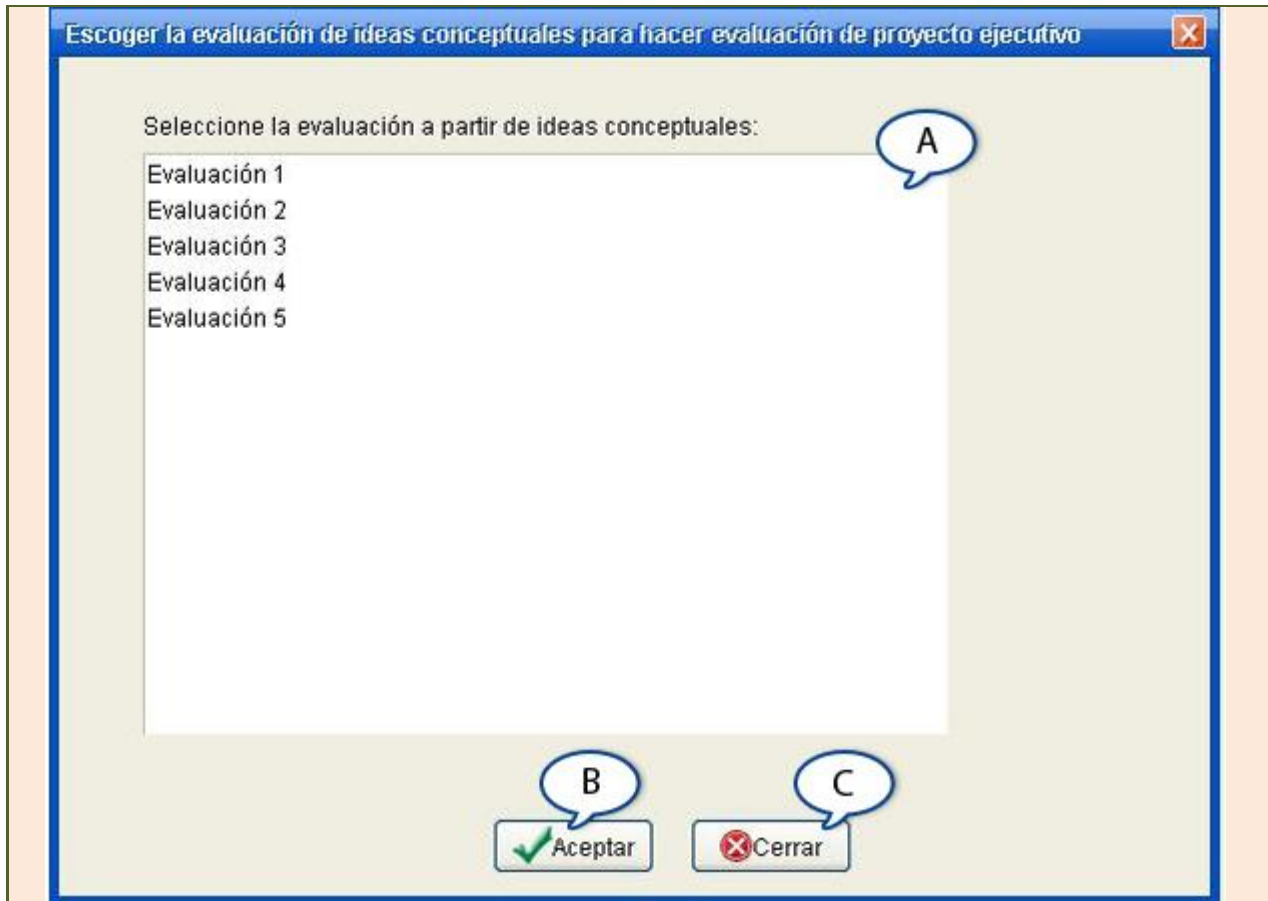 Escoger la evaluación de ideas conceptuales para hacer evaluación de proyecto ejecutivo
Seleccione la evaluación a partir de ideas conceptuales:
A
Evaluación 1
Evaluación 2
Evaluación 3
Evaluación 4
Evaluación 5
B
C
Aceptar
Cerrar